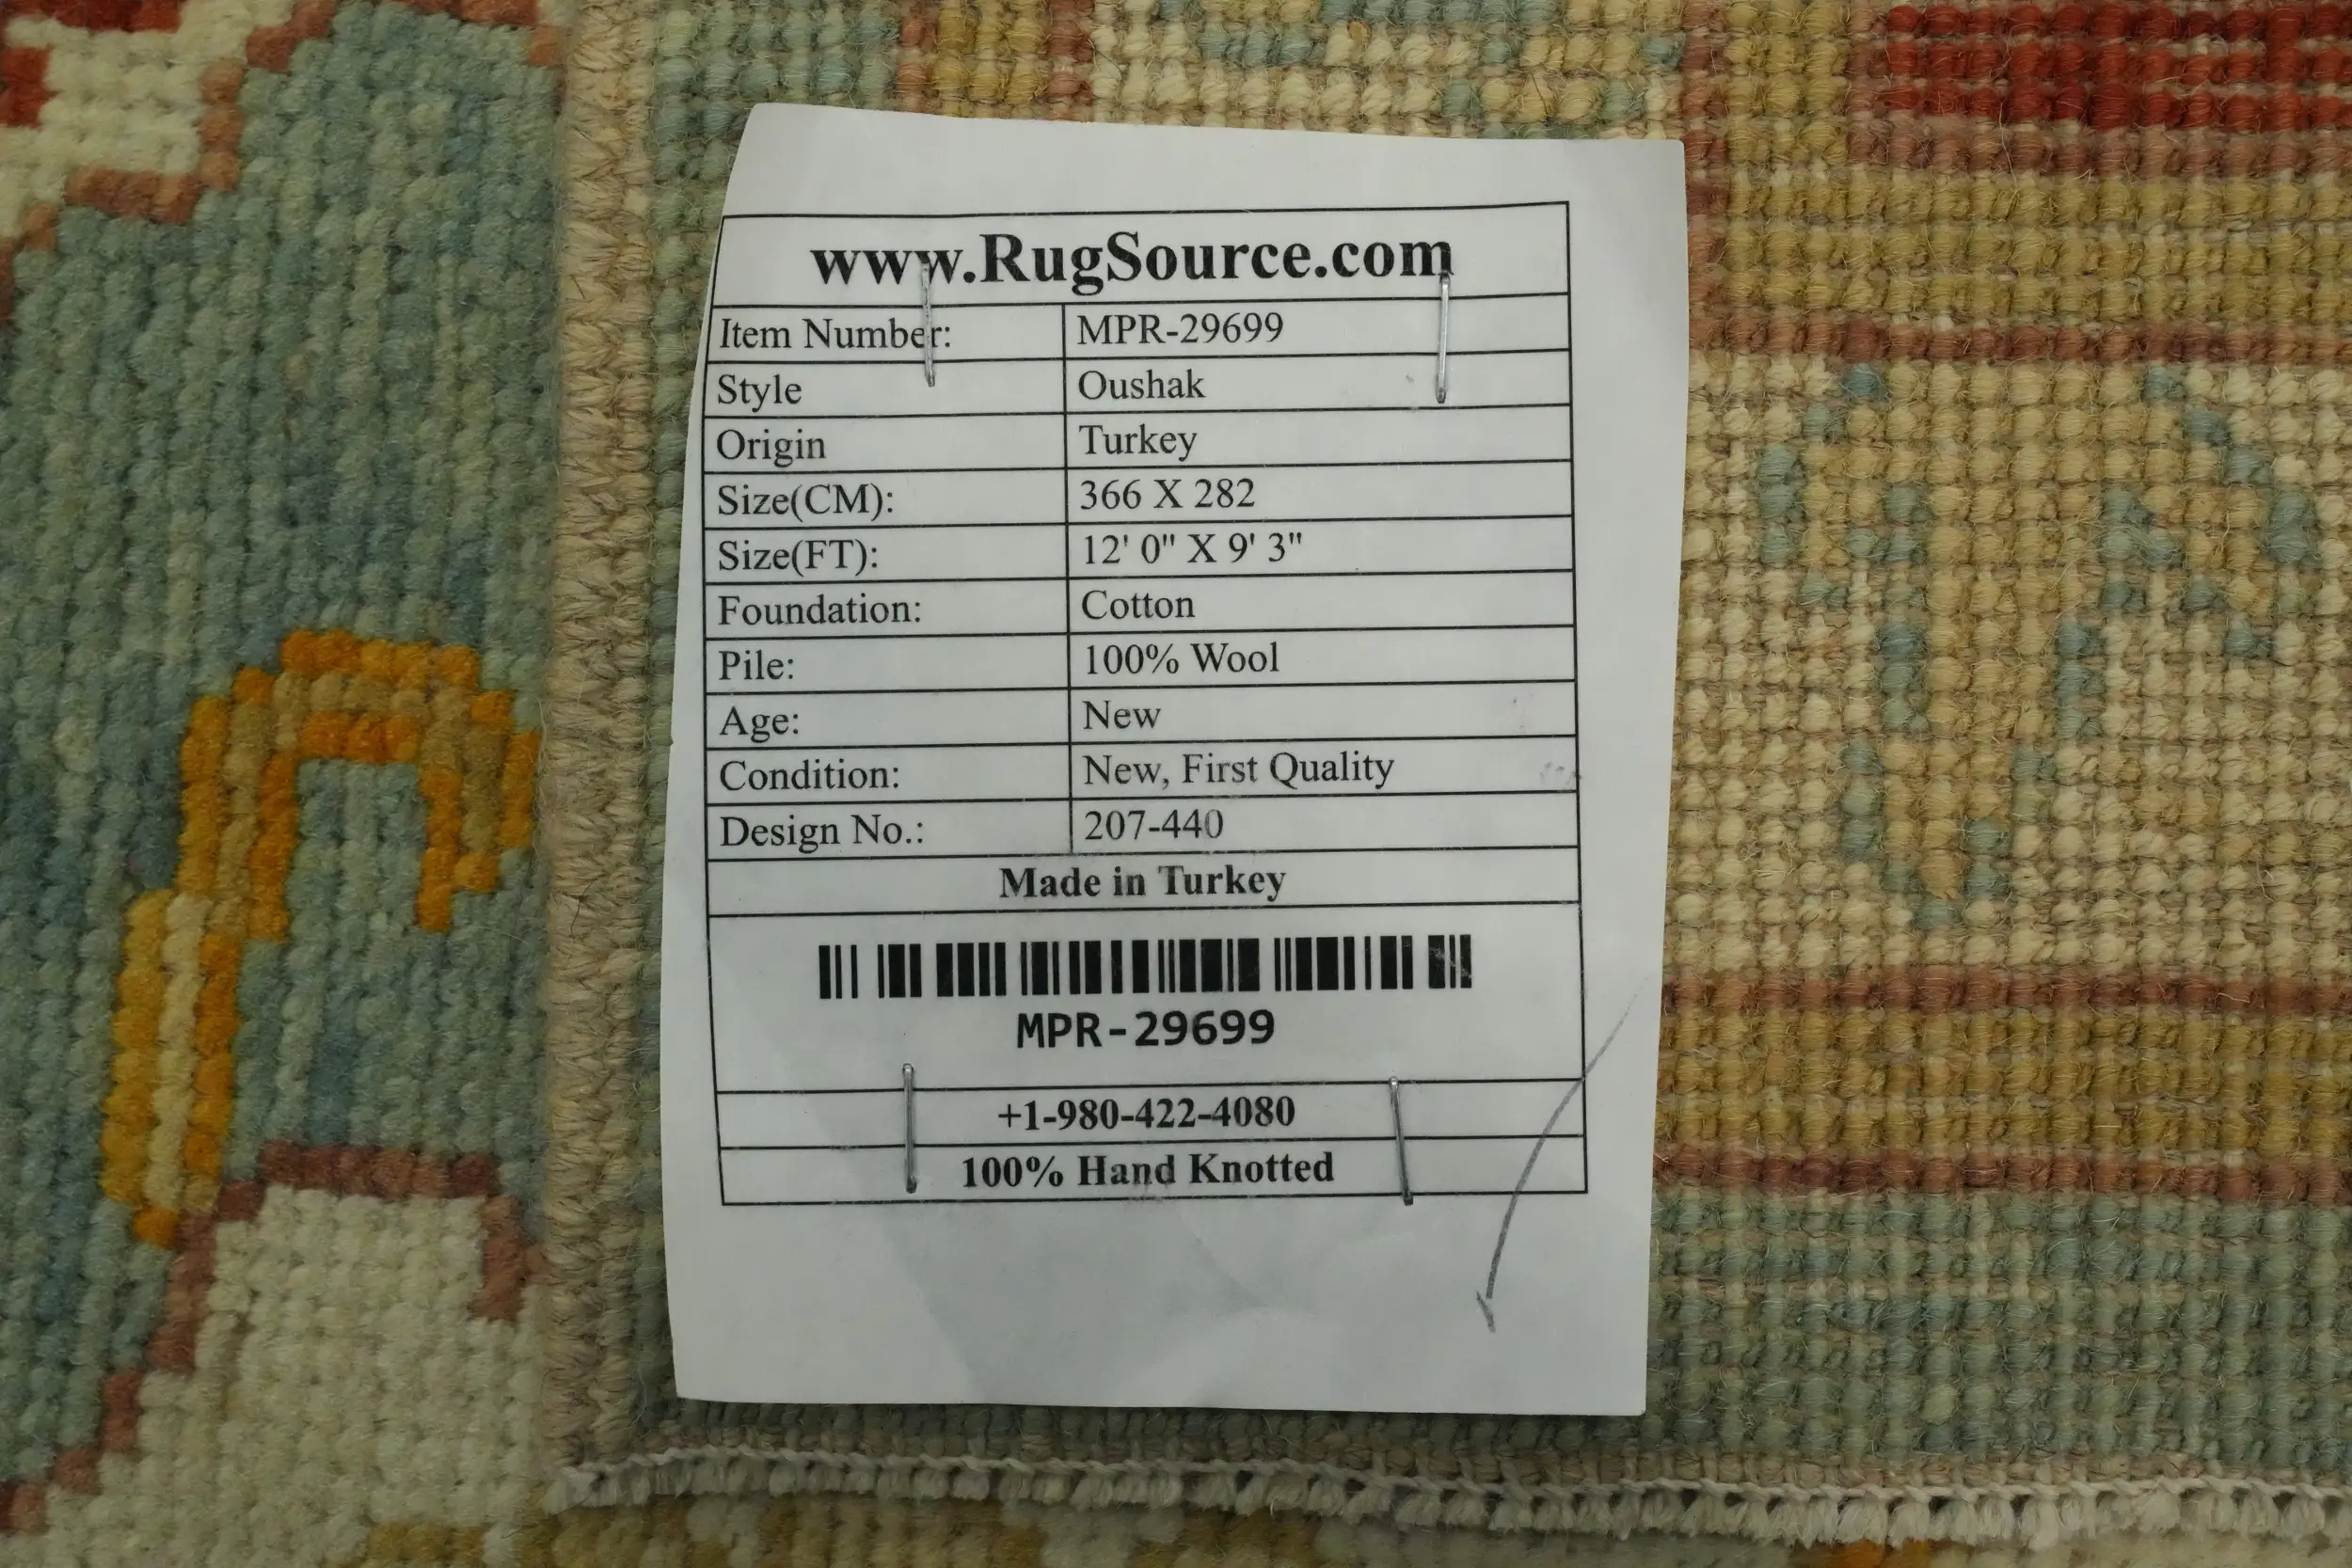 www.RugSource.com
Item Number: MPR-29699
Style Oushak
Origin Turkey
Size(CM): 366 X 282
Size(FT): 12' 0" X 9' 3"
Foundation: Cotton
Pile: 100% Wool
Age: New
Condition: New, First Quality
Design No.: 207-440
Made in Turkey
MPR-29699
+1-980-422-4080
100% Hand Knotted